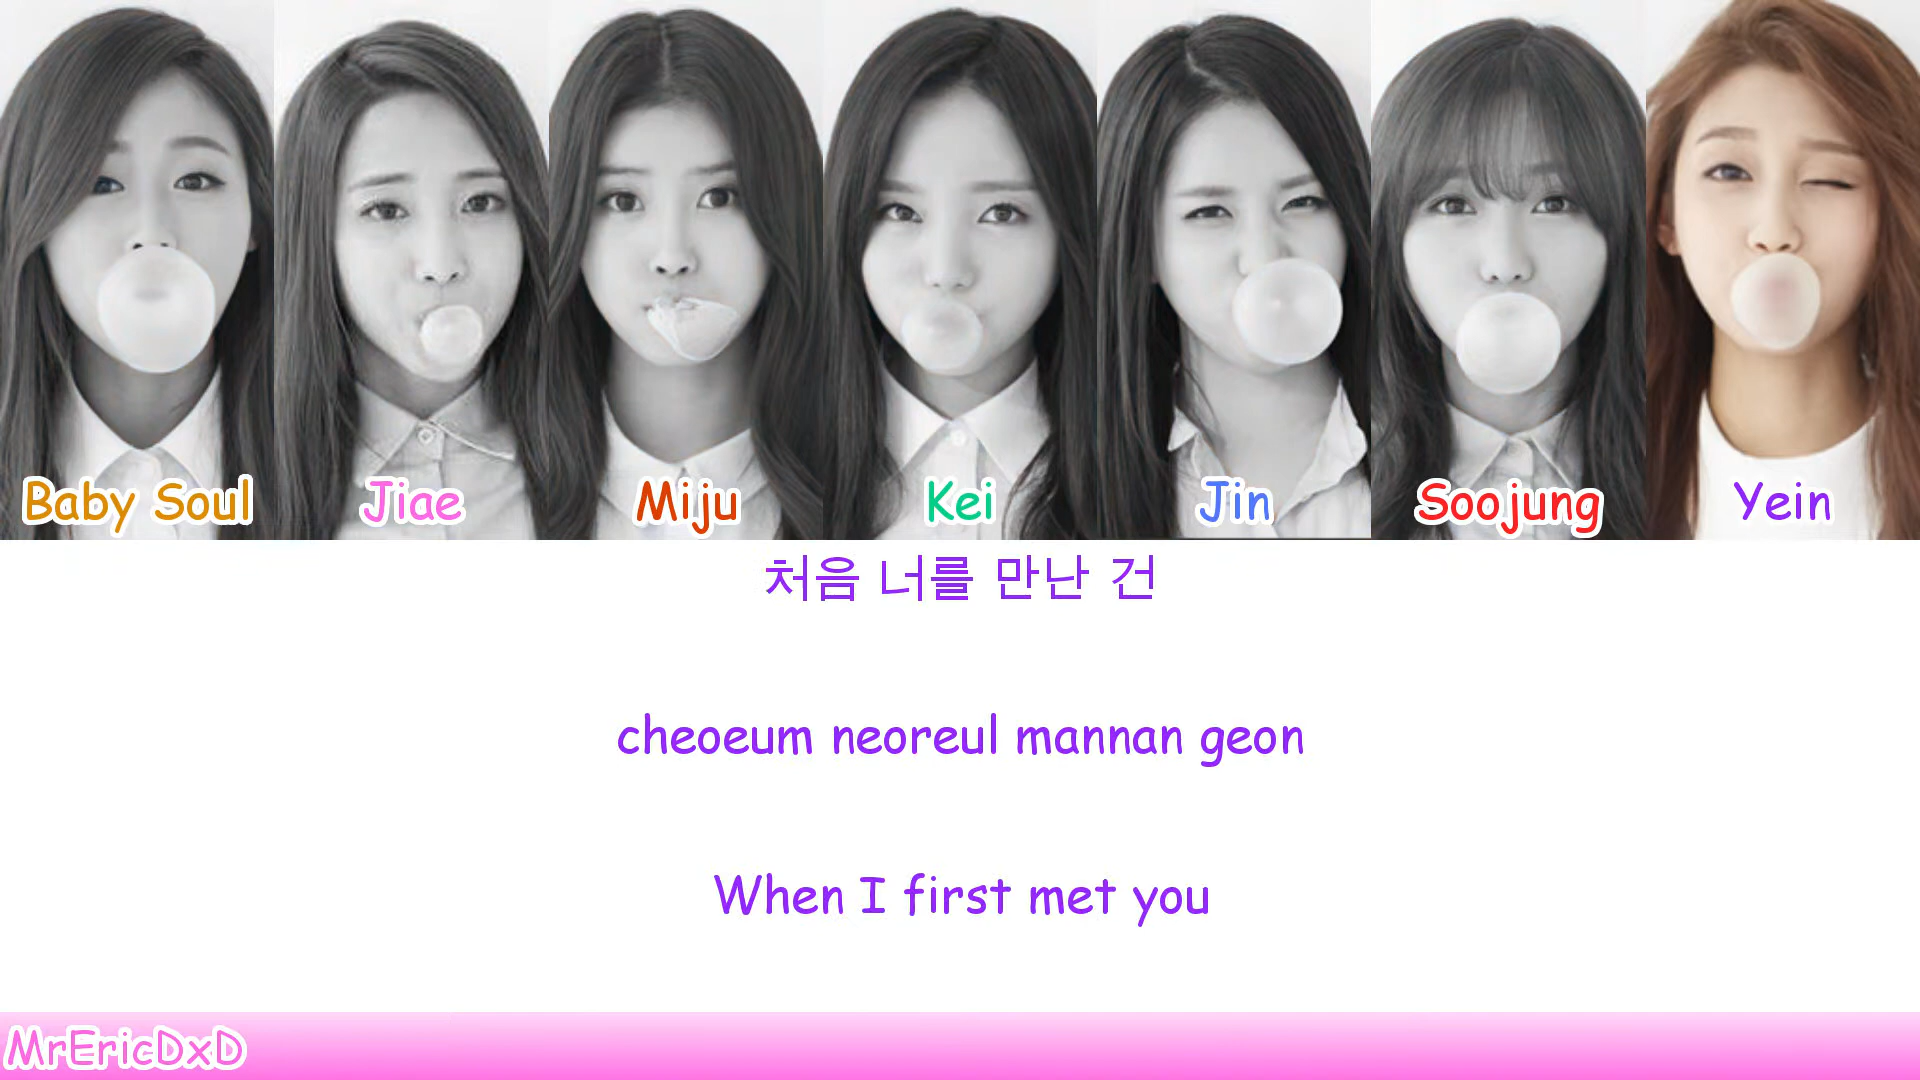 Baby Soul Jiae Miju Kei Jin Soojung Yein
처음 너를 만난 건
cheoeum neoreul mannan geon
When I first met you
MrEricDxD